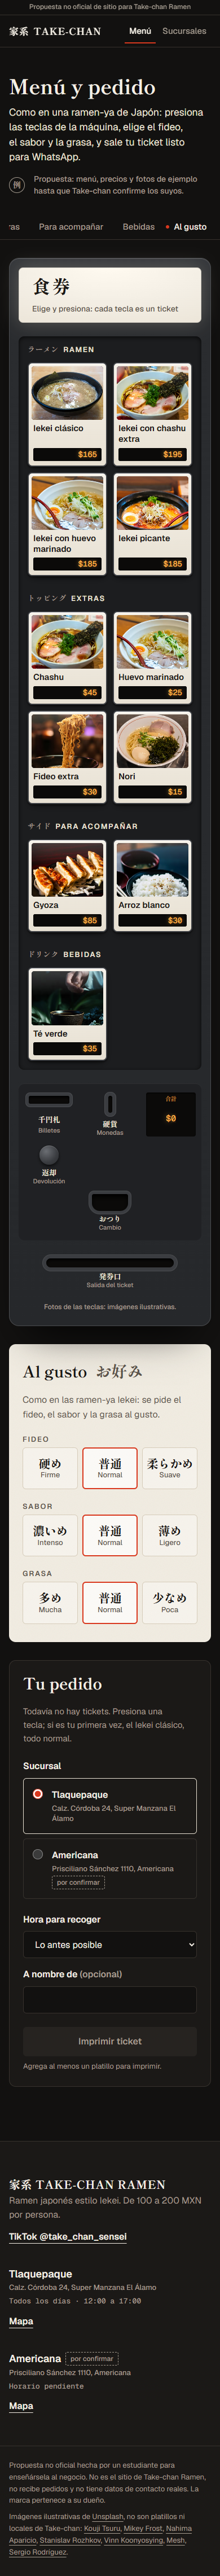 Propuesta no oficial de sitio web para Take-chan Ramen
家系 TAKE-CHAN
Menú
Sucursales
Menú y pedido
Como en una ramen-ya de Japón: presiona
las teclas de la máquina, elige el fideo,
el sabor y la grasa, y sale tu ticket listo
para WhatsApp.
例
Propuesta: menú, precios y fotos de ejemplo
hasta que Take-chan confirme los suyos.
ras
Para acompañar
Bebidas
Al gusto
食券
Elige y presiona: cada tecla es un ticket
ラーメン RAMEN
Iekei clásico
$165
Iekei con chashu
extra
$195
Iekei con huevo
marinado
$185
Iekei picante
$185
トッピング EXTRAS
Chashu
$45
Huevo marinado
$25
Fideo extra
$30
Nori
$15
サイド PARA ACOMPAÑAR
Gyoza
$85
Arroz blanco
$30
ドリンク BEBIDAS
Té verde
$35
千円札
Billetes
硬貨
Monedas
合計
$0
返却
Devolución
おつり
Cambio
発券口
Salida del ticket
Fotos de las teclas: imágenes ilustrativas.
Al gusto お好み
Como en las ramen-ya Iekei: se pide el
fideo, el sabor y la grasa al gusto.
FIDEO
硬め
Firme
普通
Normal
柔らかめ
Suave
SABOR
濃いめ
Intenso
普通
Normal
薄め
Ligero
GRASA
多め
Mucha
普通
Normal
少なめ
Poca
Tu pedido
Todavía no hay tickets. Presiona una
tecla; si es tu primera vez, el Iekei clásico,
todo normal.
Sucursal
Tlaquepaque
Calz. Córdoba 24, Super Manzana El
Álamo
Americana
Prisciliano Sánchez 1110, Americana
por confirmar
Hora para recoger
Lo antes posible
A nombre de (opcional)
Imprimir ticket
Agrega al menos un platillo para imprimir.
家系 TAKE-CHAN RAMEN
Ramen japonés estilo Iekei. De 100 a 200 MXN
por persona.
TikTok @take_chan_sensei
Tlaquepaque
Calz. Córdoba 24, Super Manzana El Álamo
Todos los días · 12:00 a 17:00
Mapa
Americana por confirmar
Prisciliano Sánchez 1110, Americana
Horario pendiente
Mapa
Propuesta no oficial hecha por un estudiante para
enseñársela al negocio. No es el sitio de Take-chan Ramen,
no recibe pedidos y no tiene datos de contacto reales. La
marca pertenece a su dueño.
Imágenes ilustrativas de Unsplash, no son platillos ni
locales de Take-chan: Kouji Tsuru, Mikey Frost, Nahima
Aparicio, Stanislav Rozhkov, Vinn Koonyosying, Mesh,
Sergio Rodriguez.